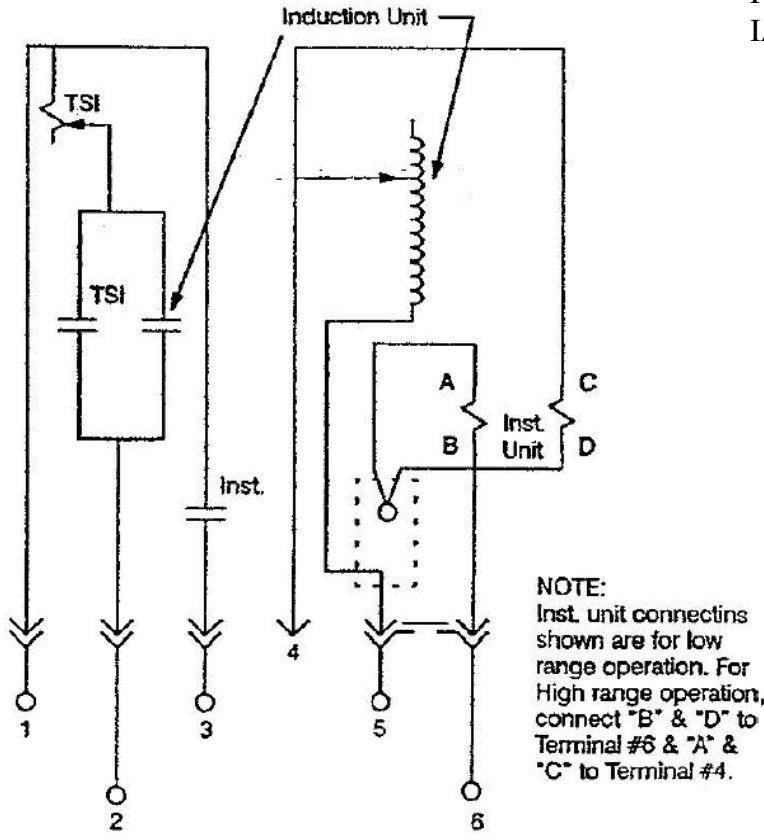 Induction Unit
TSI
TSI
Inst.
A
B
C
D
Inst.
Unit
1
2
3
4
5
6
NOTE:
Inst. unit connectins
shown are for low
range operation. For
High range operation,
connect "B" & "D" to
Terminal #6 & "A" &
"C" to Terminal #4.